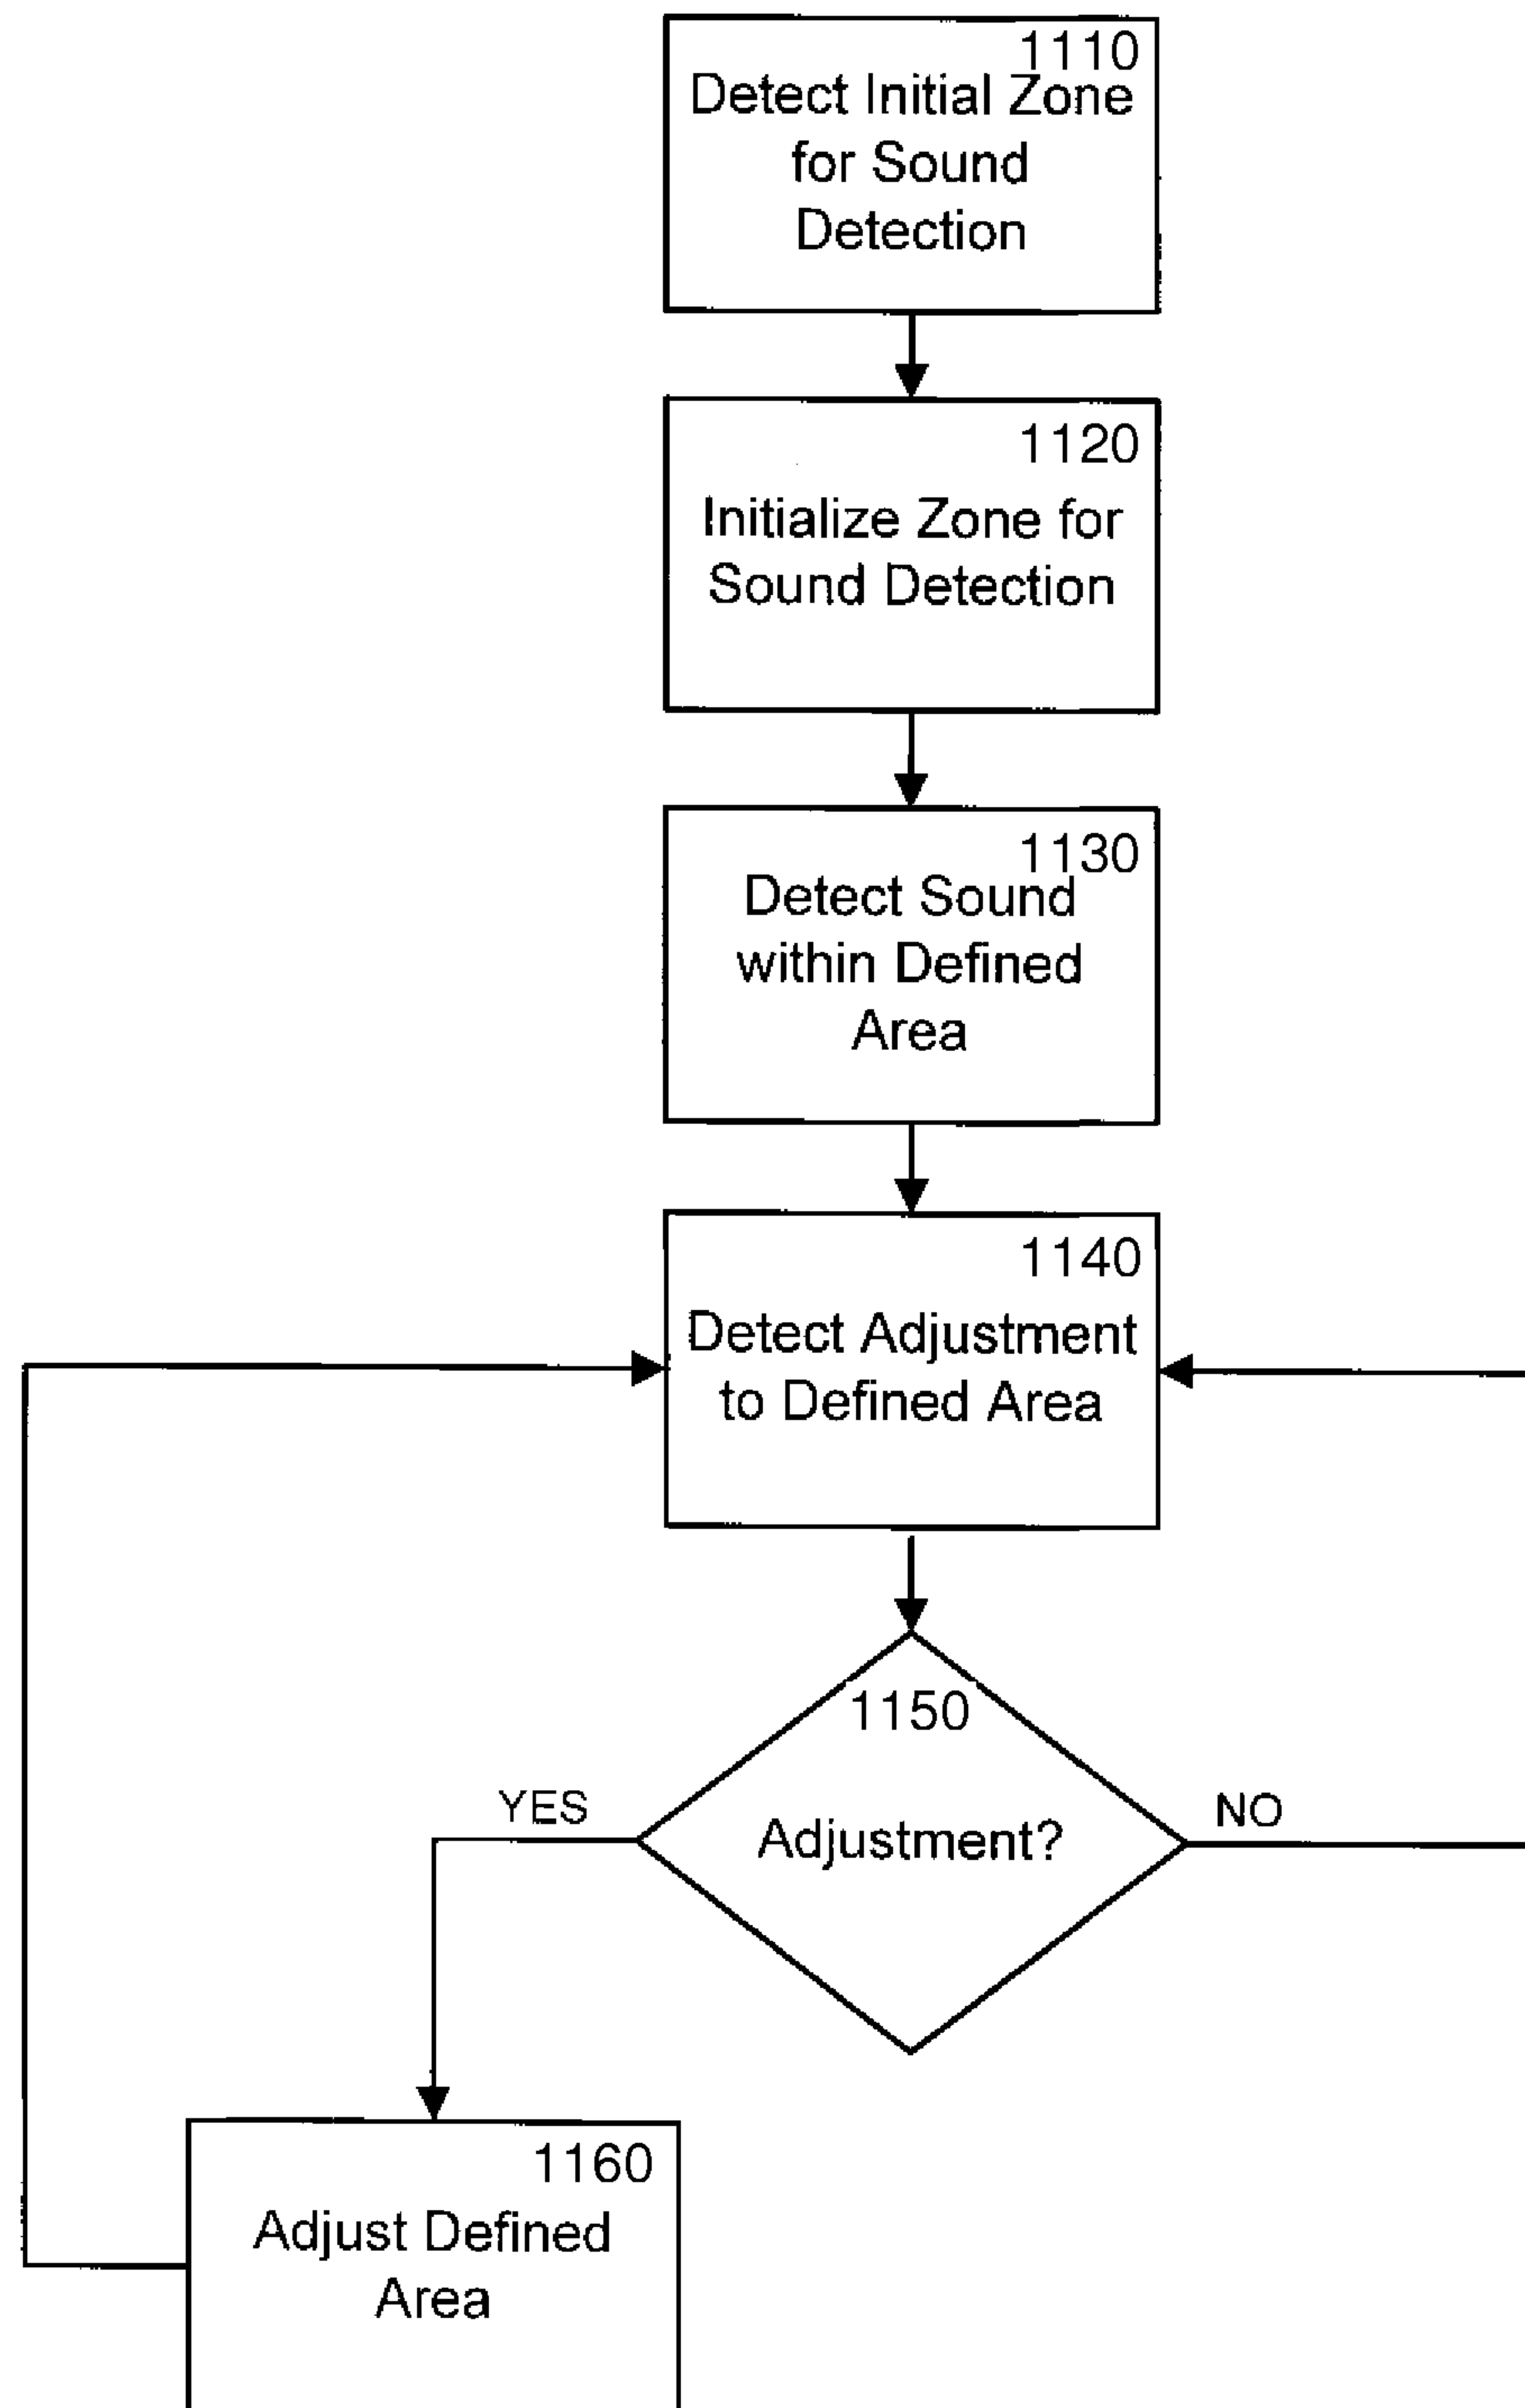 1110
Detect Initial Zone
for Sound
Detection
1120
Initialize Zone for
Sound Detection
1130
Detect Sound
within Defined
Area
1140
Detect Adjustment
to Defined Area
1150
YES
Adjustment?
NO
1160
Adjust Defined
Area